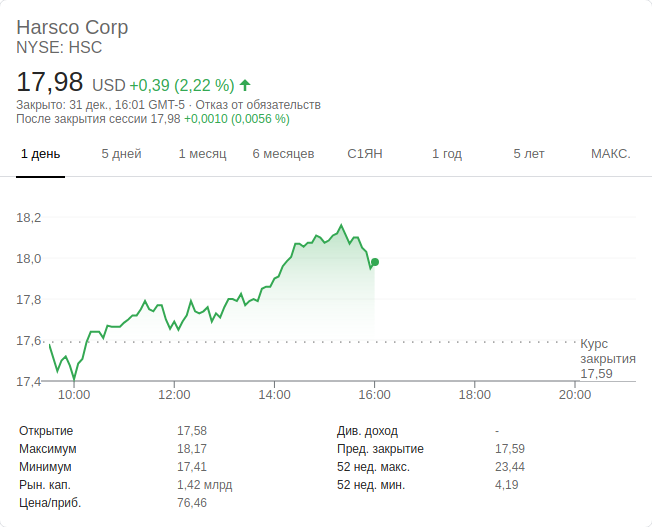 Harsco Corp
NYSE: HSC
17,98 USD +0,39 (2,22 %)
Закрыто: 31 дек., 16:01 GMT-5 · Отказ от обязательств
После закрытия сессии 17,98 +0,0010 (0,0056 %)
1 день 5 дней 1 месяц 6 месяцев С1ЯН 1 год 5 лет МАКС.
18,2
18,0
17,8
17,6
Курс
закрытия
17,59
17,4
10:00 12:00 14:00 16:00 18:00 20:00
Открытие 17,58 Див. доход -
Максимум 18,17 Пред. закрытие 17,59
Минимум 17,41 52 нед. макс. 23,44
Рын. кап. 1,42 млрд 52 нед. мин. 4,19
Цена/приб. 76,46